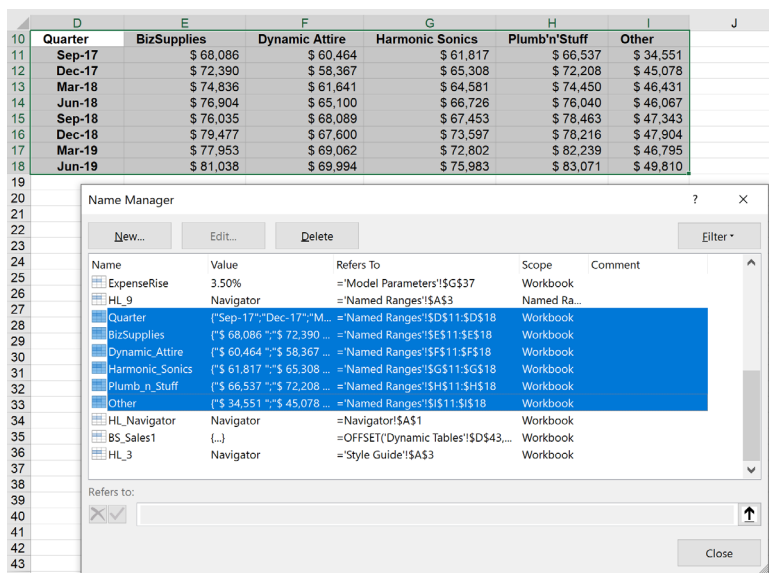 D E F G H I J
10 Quarter BizSupplies Dynamic Attire Harmonic Sonics Plumb'n'Stuff Other
11 Sep-17 $ 68,086 $ 60,464 $ 61,817 $ 66,537 $ 34,551
12 Dec-17 $ 72,390 $ 58,367 $ 65,308 $ 72,208 $ 45,078
13 Mar-18 $ 74,836 $ 61,641 $ 64,581 $ 74,450 $ 46,431
14 Jun-18 $ 76,904 $ 65,100 $ 66,726 $ 76,040 $ 46,067
15 Sep-18 $ 76,035 $ 68,089 $ 67,453 $ 78,463 $ 47,343
16 Dec-18 $ 79,477 $ 67,600 $ 73,597 $ 78,216 $ 47,904
17 Mar-19 $ 77,953 $ 69,062 $ 72,802 $ 82,239 $ 46,795
18 Jun-19 $ 81,038 $ 69,994 $ 75,983 $ 83,071 $ 49,810
19
20 Name Manager ? ×
21
22 New... Edit... Delete Filter
23
24 Name Value Refers To Scope Comment
25 ExpenseRise 3.50% ='Model Parameters'!$G$37 Workbook
26 HL_9 Navigator ='Named Ranges'!$A$3 Named Ra...
27 Quarter {"Sep-17";"Dec-17";"M... ='Named Ranges'!$D$11:$D$18 Workbook
28 BizSupplies {"$ 68,086 ";"$ 72,390 ... ='Named Ranges'!$E$11:$E$18 Workbook
29 Dynamic_Attire {"$ 60,464 ";"$ 58,367 ... ='Named Ranges'!$F$11:$F$18 Workbook
30
31 Harmonic_Sonics {"$ 61,817 ";"$ 65,308 ... ='Named Ranges'!$G$11:$G$18 Workbook
32 Plumb_n_Stuff {"$ 66,537 ";"$ 72,208 ... ='Named Ranges'!$H$11:$H$18 Workbook
33 Other {"$ 34,551 ";"$ 45,078 ... ='Named Ranges'!$I$11:$I$18 Workbook
34 HL_Navigator Navigator =Navigator!$A$1 Workbook
35 BS_Sales1 {...} =OFFSET('Dynamic Tables'!$D$43,... Workbook
36 HL_3 Navigator ='Style Guide'!$A$3 Workbook
37
38 Refers to:
39
40
41
42 Close
43